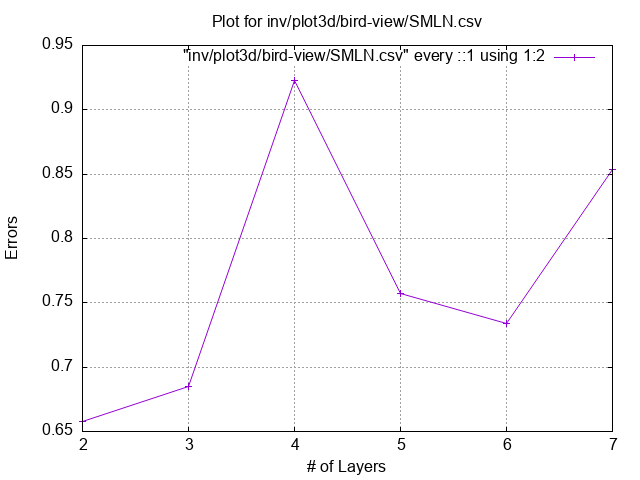 Plot for inv/plot3d/bird-view/SMLN.csv
"inv/plot3d/bird-view/SMLN.csv" every ::1 using 1:2
0.95
0.9
0.85
0.8
0.75
0.7
0.65
Errors
2 3 4 5 6 7
# of Layers